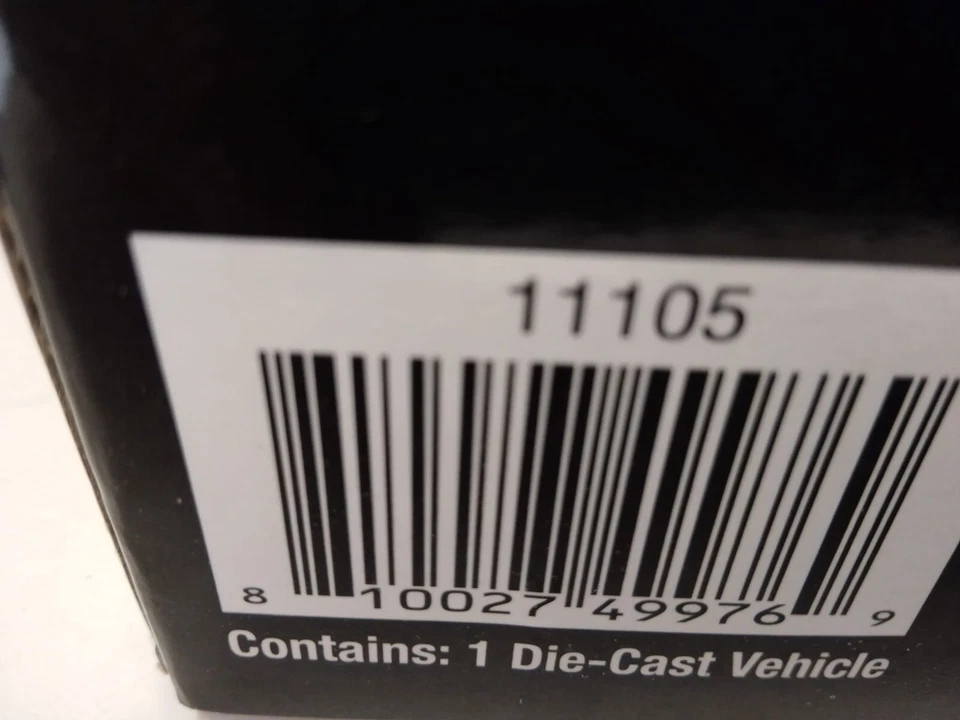 11105
8 10027 49976 9
Contains: 1 Die-Cast Vehicle